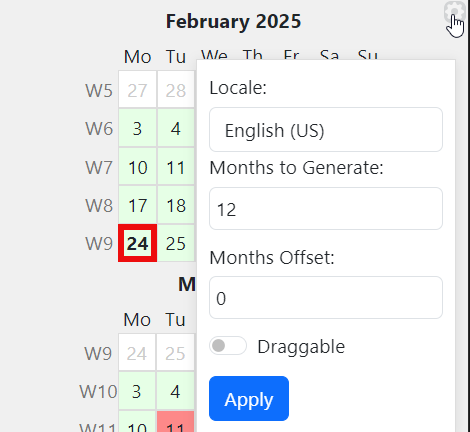 February 2025
Mo Tu We Th Fr Sa Su
W5 27 28
Locale:
W6 3 4
English (US)
W7 10 11
Months to Generate:
W8 17 18
12
W9 24 25
Months Offset:
M
0
Mo Tu
W9 24 25
Draggable
W10 3 4
Apply
W11 10 11